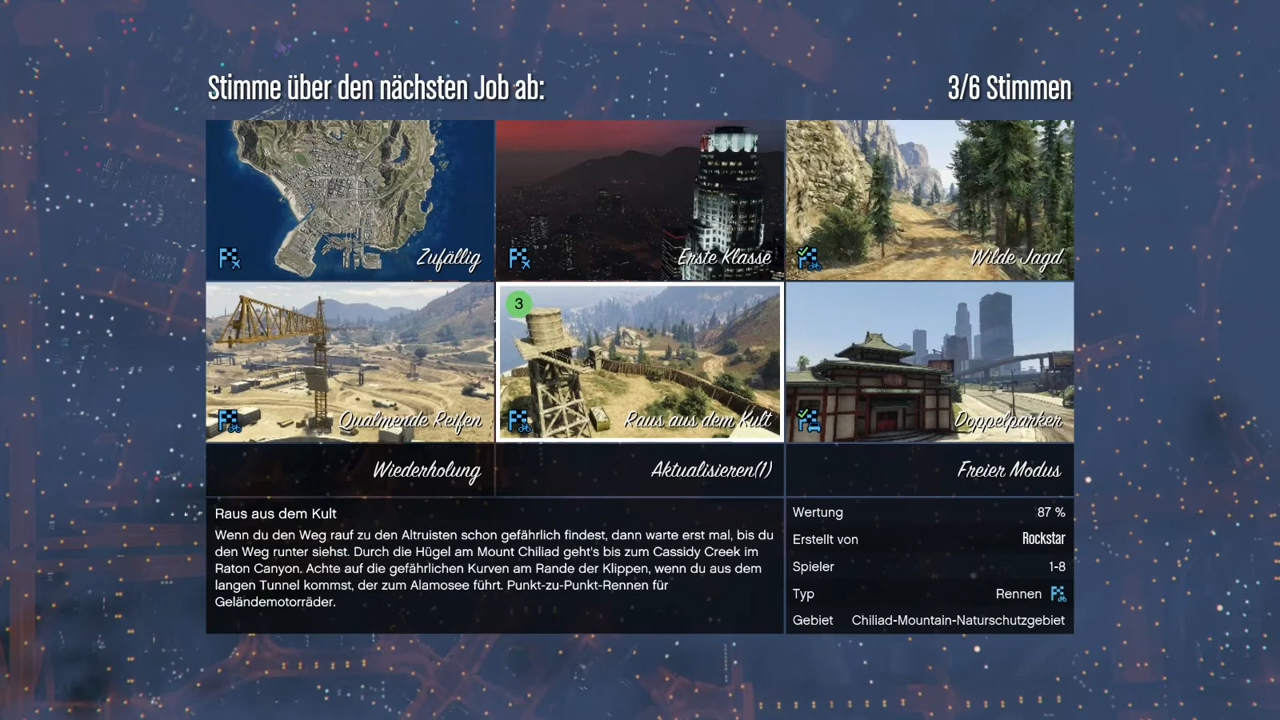 Stimme über den nächsten Job ab:
3/6 Stimmen
Zufällig
Erste Klasse
Wilde Jagd
3
Qualmende Reifen
Raus aus dem Kult
Doppelparker
Wiederholung
Aktualisieren(1)
Freier Modus
Raus aus dem Kult
Wenn du den Weg rauf zu den Altruisten schon gefährlich findest, dann warte erst mal, bis du
den Weg runter siehst. Durch die Hügel am Mount Chiliad geht's bis zum Cassidy Creek im
Raton Canyon. Achte auf die gefährlichen Kurven am Rande der Klippen, wenn du aus dem
langen Tunnel kommst, der zum Alamosee führt. Punkt-zu-Punkt-Rennen für
Geländemotorräder.
Wertung 87 %
Erstellt von Rockstar
Spieler 1-8
Typ Rennen
Gebiet Chiliad-Mountain-Naturschutzgebiet